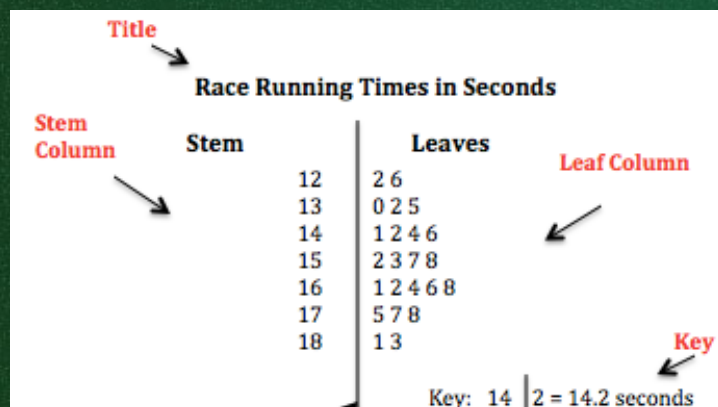 Title
Race Running Times in Seconds
Stem
Column
Stem Leaves
Leaf Column
12 2 6
13 0 2 5
14 1 2 4 6
15 2 3 7 8
16 1 2 4 6 8
17 5 7 8
18 1 3
Key
Key: 14 2 = 14.2 seconds